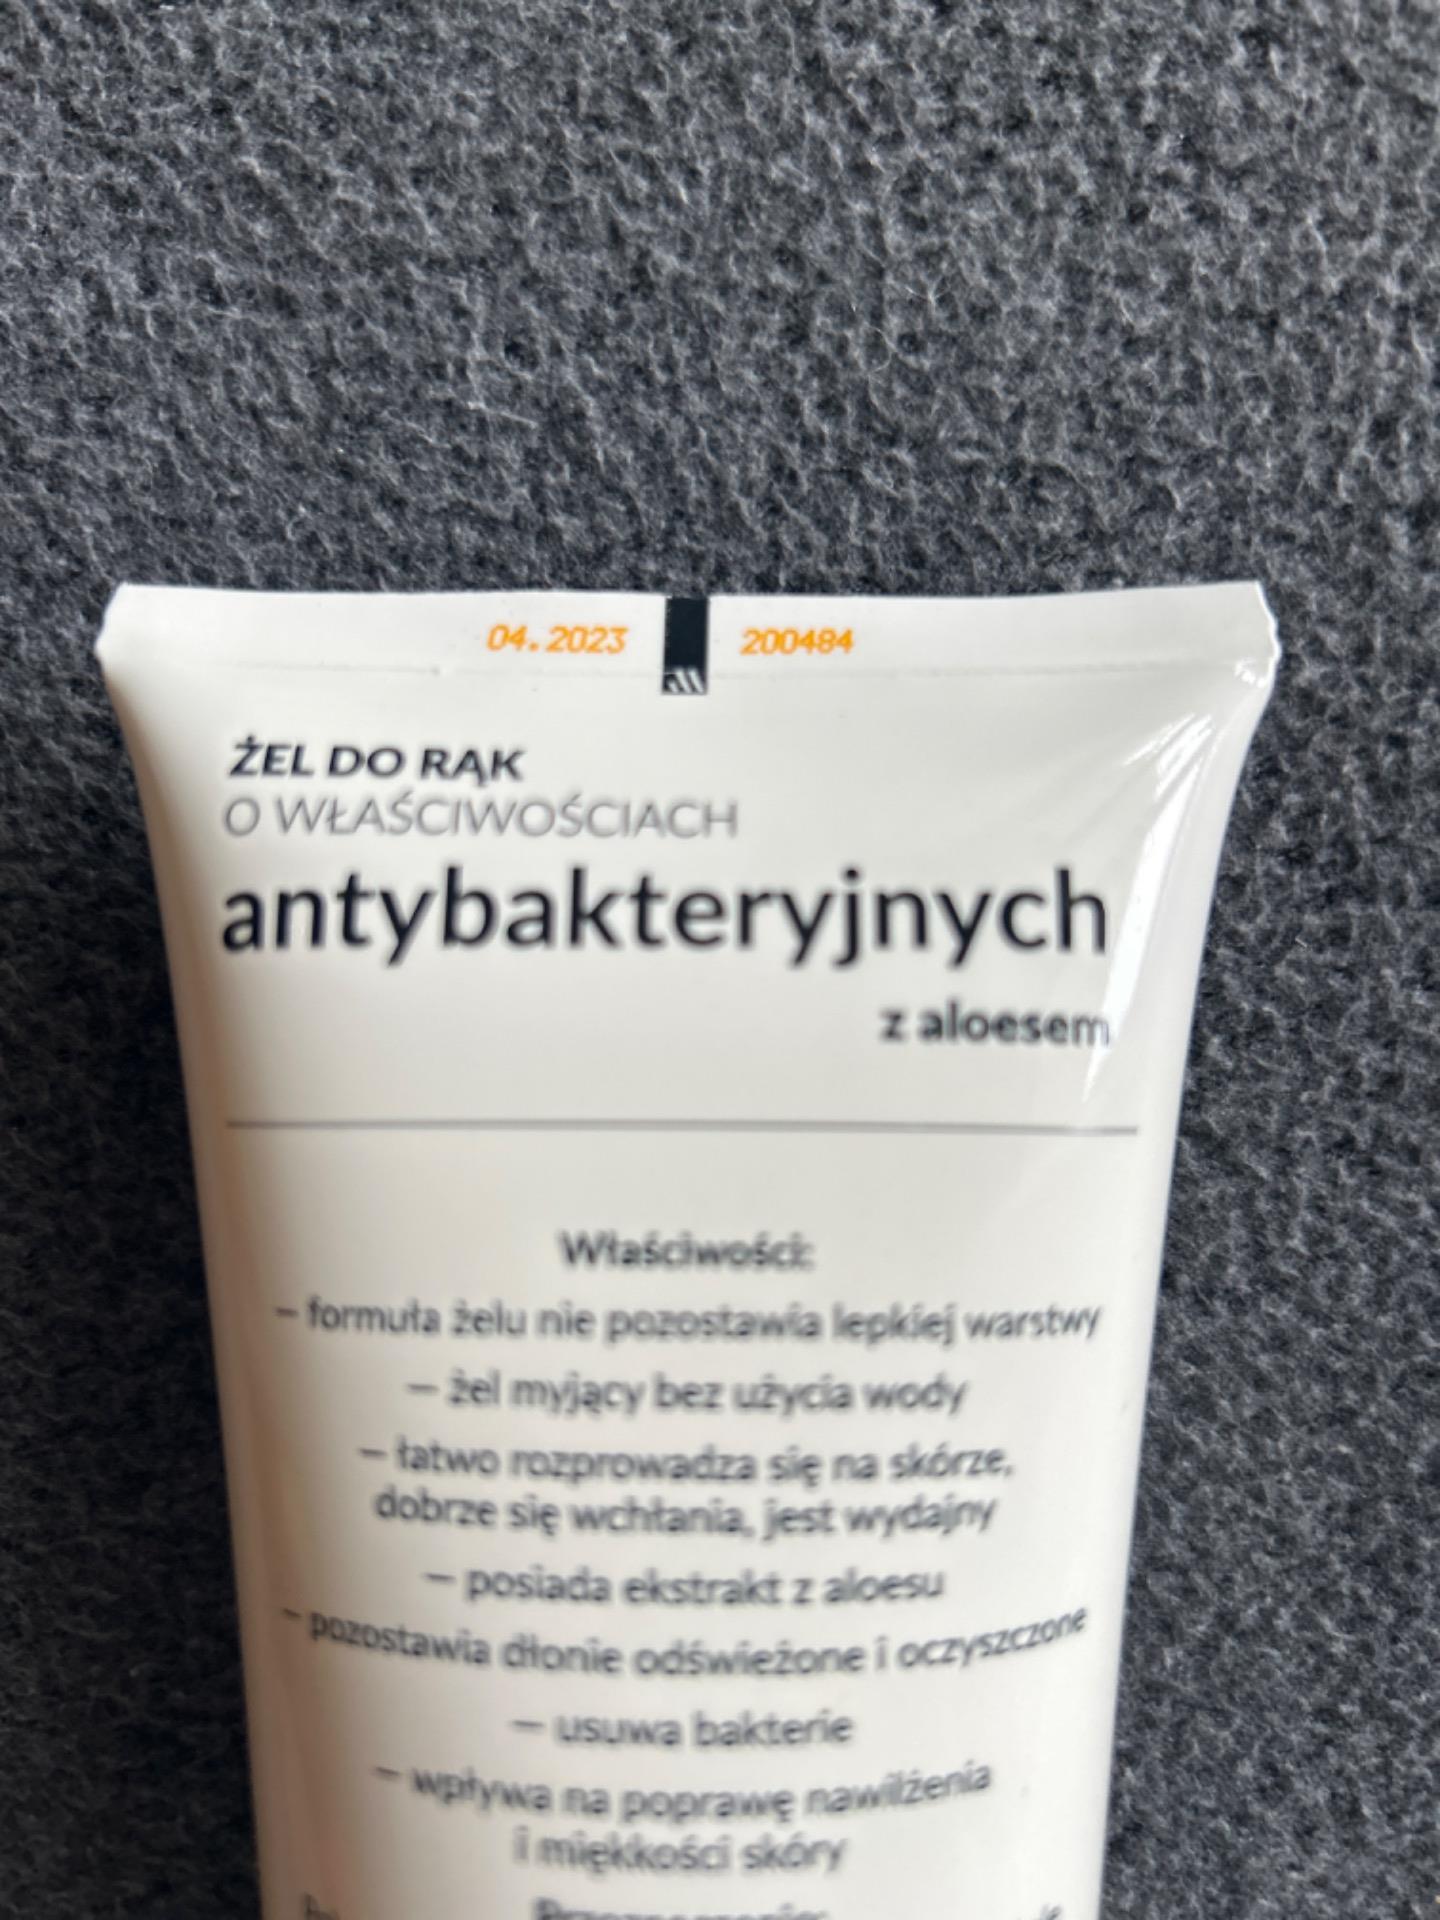 04.2023 200484
ŻEL DO RĄK
O WŁAŚCIWOŚCIACH
antybakteryjnych
z aloesem
Właściwości:
– formuła żelu nie pozostawia lepkiej warstwy
– żel myjący bez użycia wody
– łatwo rozprowadza się na skórze,
dobrze się wchłania, jest wydajny
– posiada ekstrakt z aloesu
– pozostawia dłonie odświeżone i oczyszczone
– usuwa bakterie
– wpływa na poprawę nawilżenia
i miękkości skóry